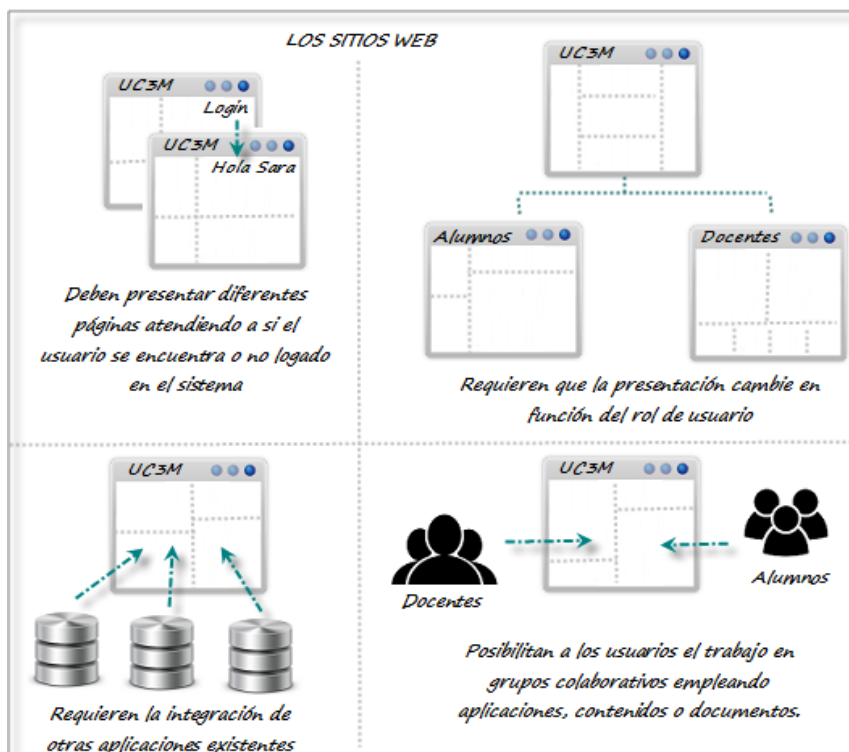 LOS SITIOS WEB
UC3M
Login
UC3M
Hola Sara
Deben presentar diferentes
páginas atendiendo a si el
usuario se encuentra o no logado
en el sistema
UC3M
Alumnos
Docentes
Requieren que la presentación cambie en
función del rol de usuario
UC3M
Requieren la integración de
otras aplicaciones existentes
UC3M
Docentes
Alumnos
Posibilitan a los usuarios el trabajo en
grupos colaborativos empleando
aplicaciones, contenidos o documentos.